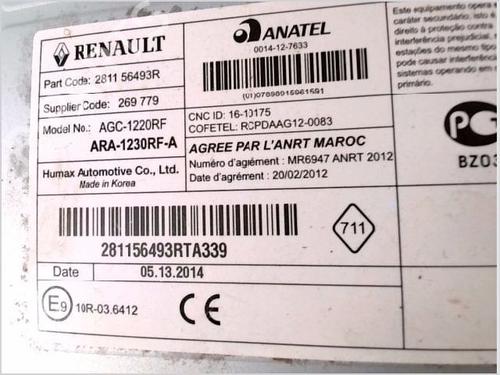 RENAULT
Part Code: 2811 56493R
Supplier Code: 269 779
Model No.: AGC-1220RF
ARA-1230RF-A
Humax Automotive Co., Ltd.
Made in Korea
ANATEL
0014-12-7633
(01)07898915961591
CNC ID: 16-10175
COFETEL: RCPDAAG12-0083
AGREE PAR L'ANRT MAROC
Numéro d'agrément: MR6947 ANRT 2012
Date d'agrément: 20/02/2012
Este equipamento opera e
caráter secundário, isto é
direito à proteção contra
interferência prejudicial,
estações do mesmo tipo
pode causar interferência
sistemas operando em
primário.
PG
BZ03
281156493RTA339
711
Date 05.13.2014
E9 10R-03.6412
CE